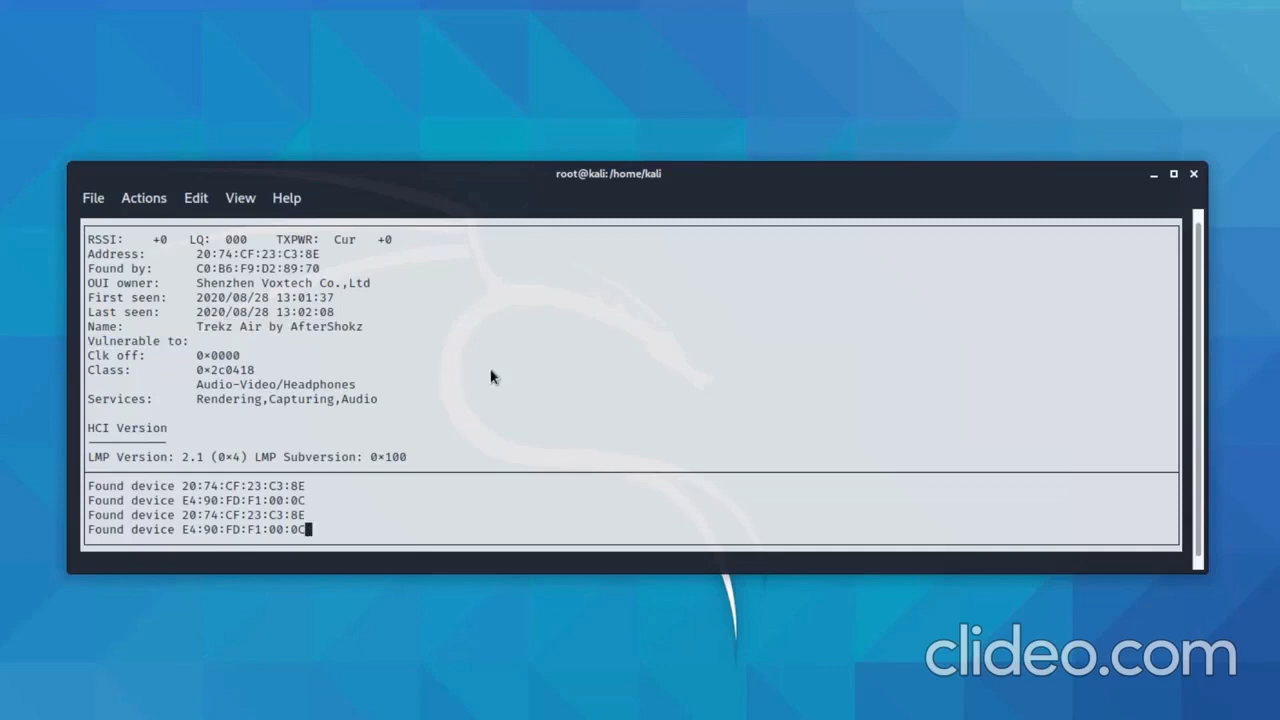 root@kali:/home/kali
File Actions Edit View Help
RSSI: +0 LQ: 000 TXPWR: Cur +0
Address: 20:74:CF:23:C3:8E
Found by: C0:B6:F9:D2:89:70
OUI owner: Shenzhen Voxtech Co.,Ltd
First seen: 2020/08/28 13:01:37
Last seen: 2020/08/28 13:02:08
Name: Trekz Air by AfterShokz
Vulnerable to:
Clk off: 0×0000
Class: 0×2c0418
Audio-Video/Headphones
Services: Rendering,Capturing,Audio
HCI Version
LMP Version: 2.1 (0×4) LMP Subversion: 0×100
Found device 20:74:CF:23:C3:8E
Found device E4:90:FD:F1:00:0C
Found device 20:74:CF:23:C3:8E
Found device E4:90:FD:F1:00:0C
clideo.com